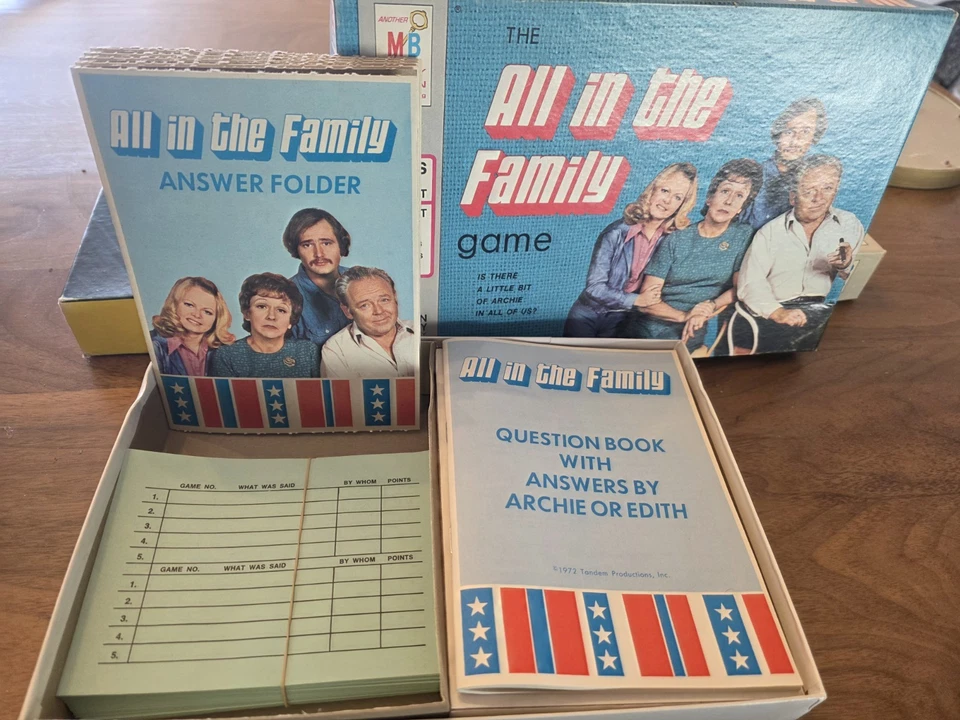 ANOTHER
MB
®
THE
All in the
Family
game
IS THERE
A LITTLE BIT
OF ARCHIE
IN ALL OF US?
All in the Family
ANSWER FOLDER
GAME NO. WHAT WAS SAID BY WHOM POINTS
1.
2.
3.
4.
5.
GAME NO. WHAT WAS SAID BY WHOM POINTS
1.
2.
3.
4.
5.
All in the Family
QUESTION BOOK
WITH
ANSWERS BY
ARCHIE OR EDITH
©1972 Tandem Productions, Inc.